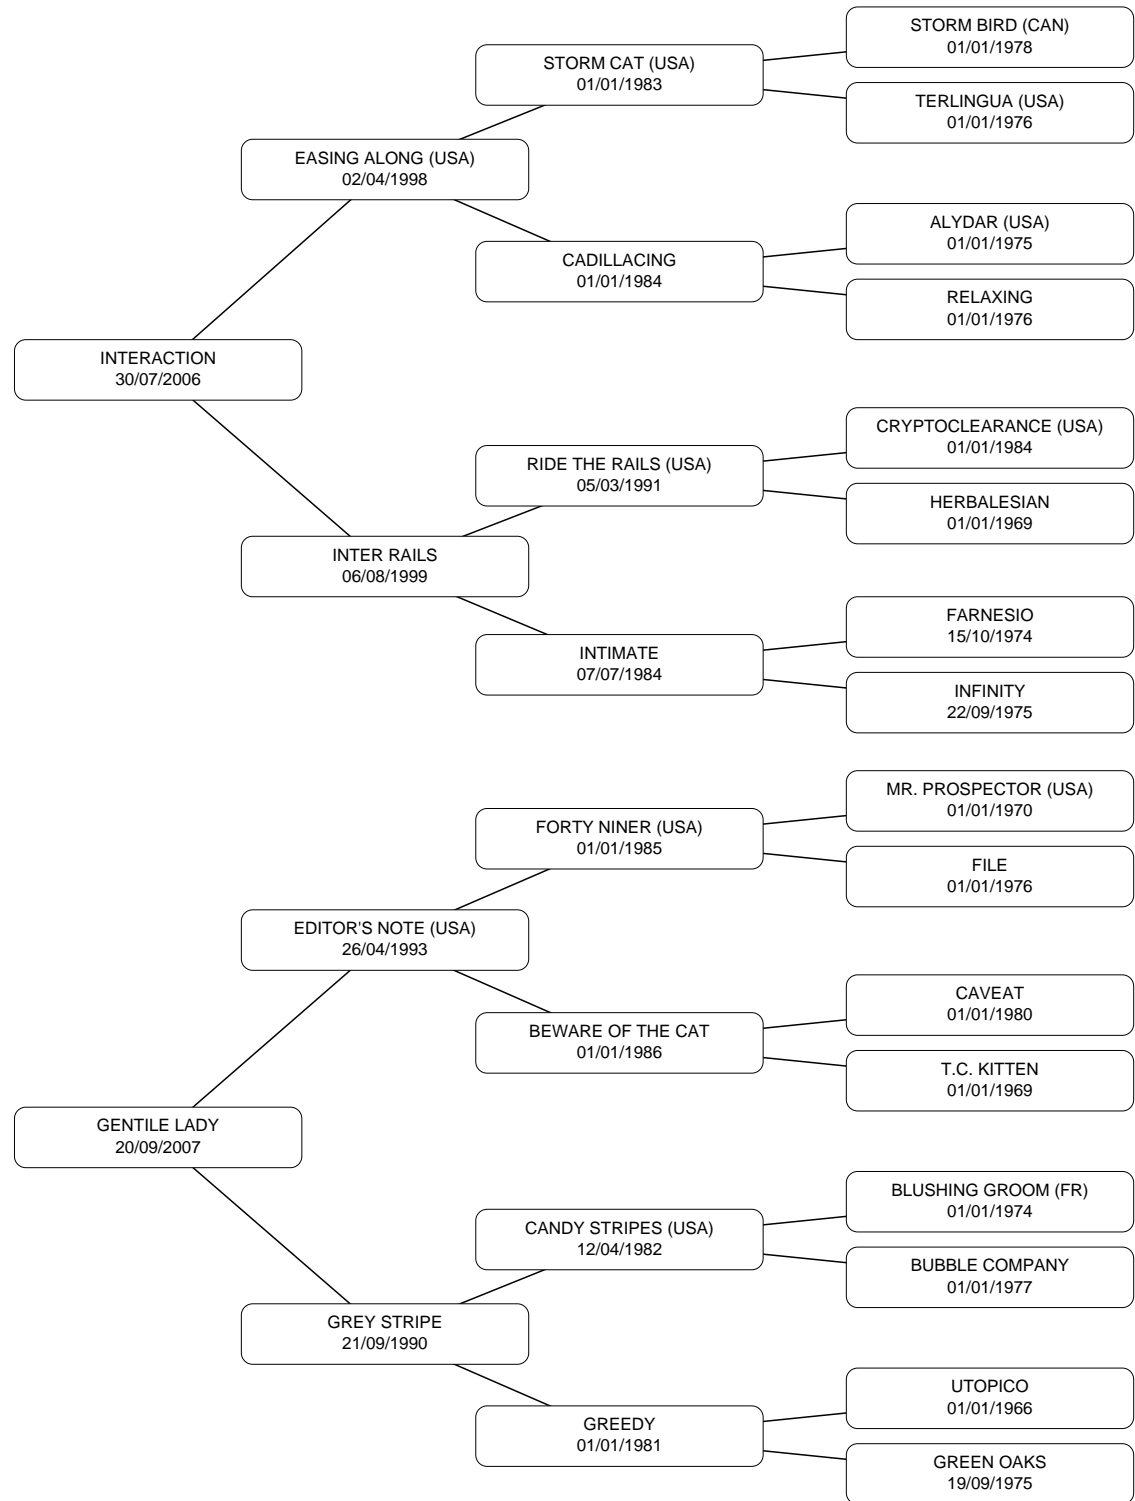 STORM BIRD (CAN)
01/01/1978
STORM CAT (USA)
01/01/1983
TERLINGUA (USA)
01/01/1976
EASING ALONG (USA)
02/04/1998
ALYDAR (USA)
01/01/1975
CADILLACING
01/01/1984
RELAXING
01/01/1976
INTERACTION
30/07/2006
CRYPTOCLEARANCE (USA)
01/01/1984
RIDE THE RAILS (USA)
05/03/1991
HERBALESIAN
01/01/1969
INTER RAILS
06/08/1999
FARNESIO
15/10/1974
INTIMATE
07/07/1984
INFINITY
22/09/1975
MR. PROSPECTOR (USA)
01/01/1970
FORTY NINER (USA)
01/01/1985
FILE
01/01/1976
EDITOR'S NOTE (USA)
26/04/1993
CAVEAT
01/01/1980
BEWARE OF THE CAT
01/01/1986
T.C. KITTEN
01/01/1969
GENTILE LADY
20/09/2007
BLUSHING GROOM (FR)
01/01/1974
CANDY STRIPES (USA)
12/04/1982
BUBBLE COMPANY
01/01/1977
GREY STRIPE
21/09/1990
UTOPICO
01/01/1966
GREEDY
01/01/1981
GREEN OAKS
19/09/1975